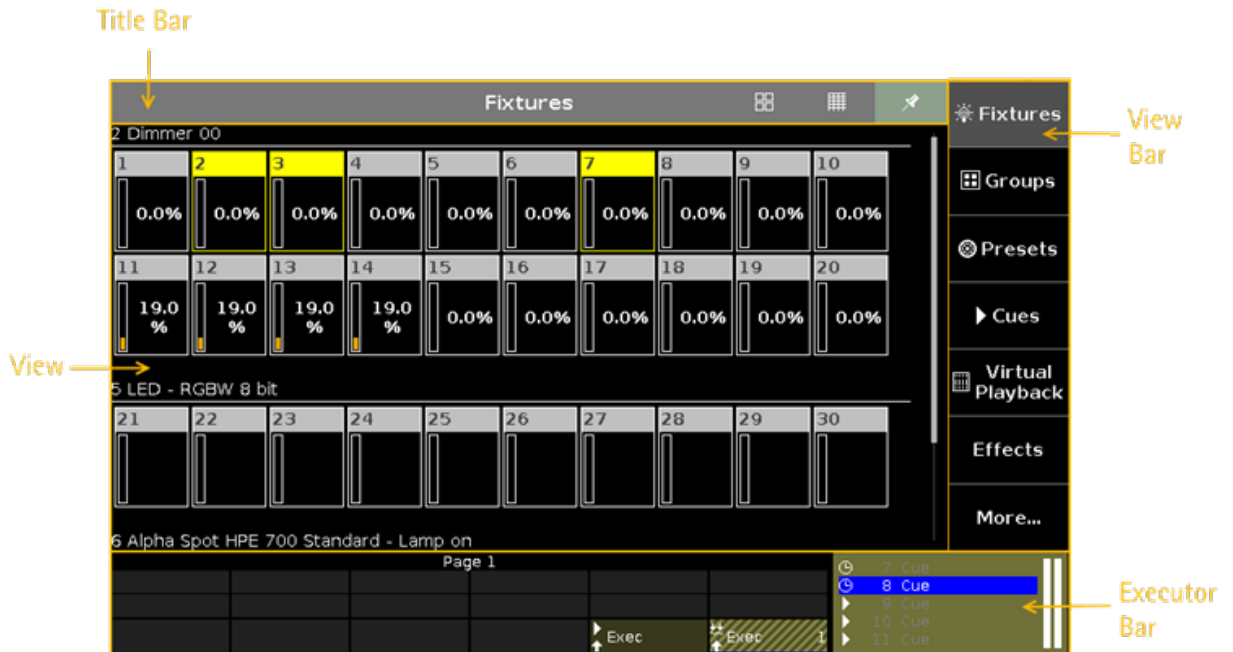 Title Bar
Fixtures
Fixtures
View
Bar
2 Dimmer 00
1 2 3 4 5 6 7 8 9 10
0.0% 0.0% 0.0% 0.0% 0.0% 0.0% 0.0% 0.0% 0.0% 0.0%
Groups
Presets
11 12 13 14 15 16 17 18 19 20
19.0 19.0 19.0 19.0
% % % % 0.0% 0.0% 0.0% 0.0% 0.0% 0.0%
Cues
View
Virtual
Playback
5 LED - RGBW 8 bit
21 22 23 24 25 26 27 28 29 30
Effects
More...
6 Alpha Spot HPE 700 Standard - Lamp on
Page 1
7 Cue
8 Cue
9 Cue
10 Cue
11 Cue
Exec
Exec 1
Executor
Bar